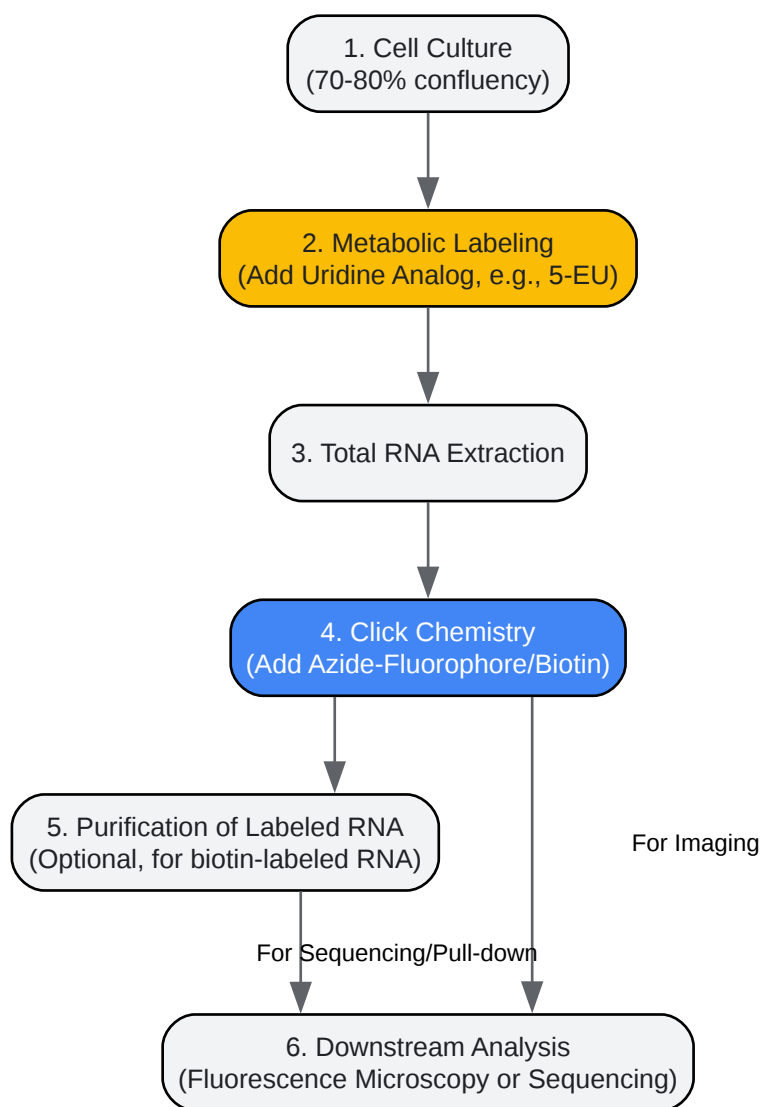 1. Cell Culture
(70-80% confluency)
2. Metabolic Labeling
(Add Uridine Analog, e.g., 5-EU)
3. Total RNA Extraction
4. Click Chemistry
(Add Azide-Fluorophore/Biotin)
5. Purification of Labeled RNA
(Optional, for biotin-labeled RNA)
For Imaging
For Sequencing/Pull-down
6. Downstream Analysis
(Fluorescence Microscopy or Sequencing)